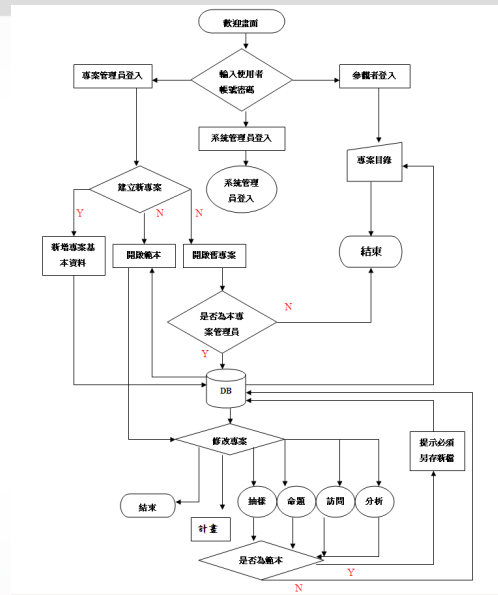 歡迎畫面
專案管理員登入
輸入使用者
帳號密碼
參觀者登入
系統管理員登入
專案目錄
系統管理
員登入
建立新專案
Y
N
N
新增專案基
本資料
開啟範本
開啟舊專案
結束
是否為本專
案管理員
N
Y
DB
修改專案
提示必須
另存新檔
結束
抽樣
命題
訪問
分析
計畫
是否為範本
Y
N